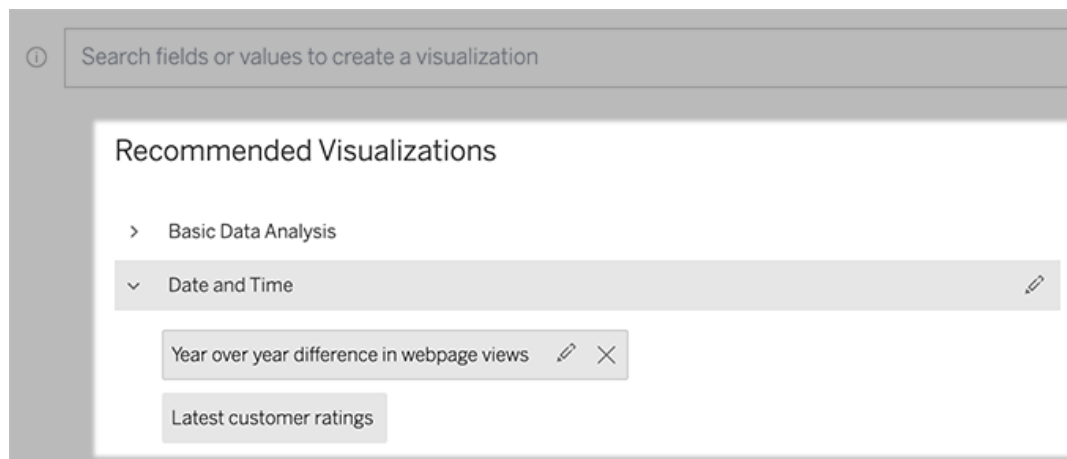 Search fields or values to create a visualization
Recommended Visualizations
Basic Data Analysis
Date and Time
Year over year difference in webpage views
Latest customer ratings